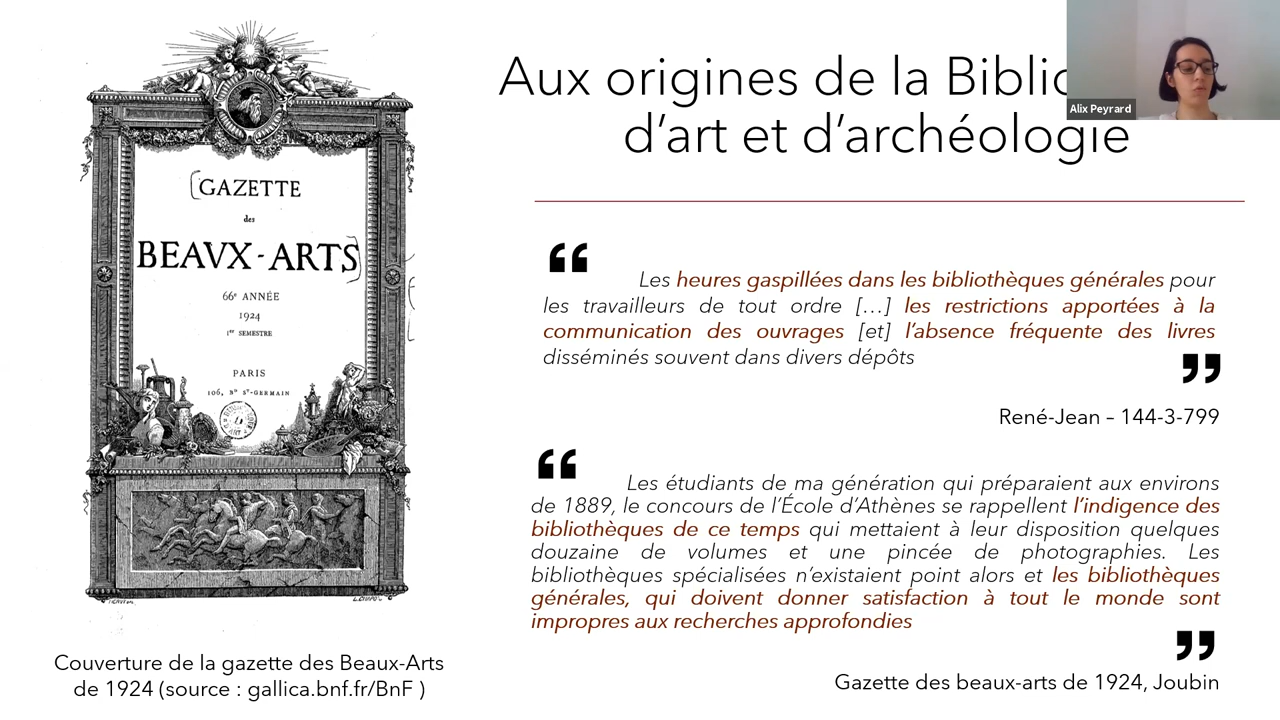 Aux origines de la Biblio
d'art et d'archéologie
Alix Peyrard
GAZETTE
des
BEAVX-ARTS
66e ANNÉE
1924
1er SEMESTRE
PARIS
106, Bd St-GERMAIN
Couverture de la gazette des Beaux-Arts
de 1924 (source : gallica.bnf.fr/BnF )
“ Les heures gaspillées dans les bibliothèques générales pour
les travailleurs de tout ordre […] les restrictions apportées à la
communication des ouvrages [et] l'absence fréquente des livres
disséminés souvent dans divers dépôts ”
René-Jean – 144-3-799
“ Les étudiants de ma génération qui préparaient aux environs
de 1889, le concours de l'École d'Athènes se rappellent l'indigence des
bibliothèques de ce temps qui mettaient à leur disposition quelques
douzaine de volumes et une pincée de photographies. Les
bibliothèques spécialisées n'existaient point alors et les bibliothèques
générales, qui doivent donner satisfaction à tout le monde sont
impropres aux recherches approfondies ”
Gazette des beaux-arts de 1924, Joubin